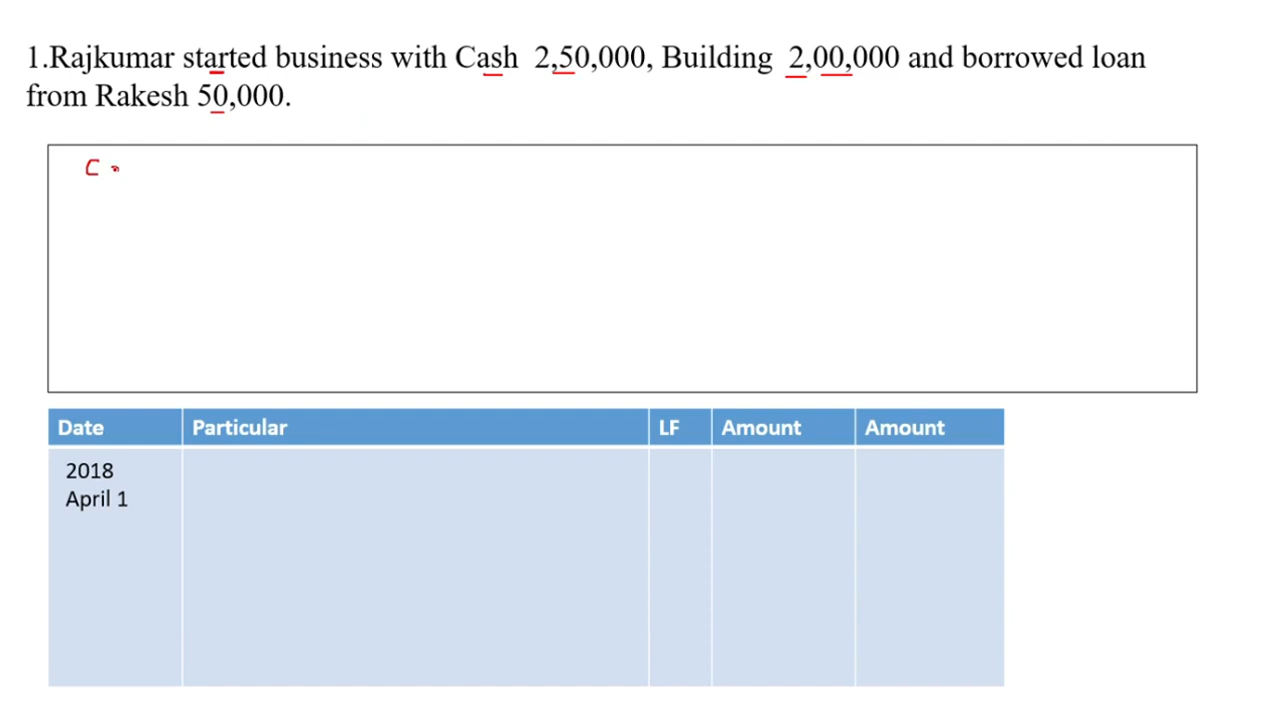 1.Rajkumar started business with Cash 2,50,000, Building 2,00,000 and borrowed loan
from Rakesh 50,000.
C
Date Particular LF Amount Amount
2018
April 1